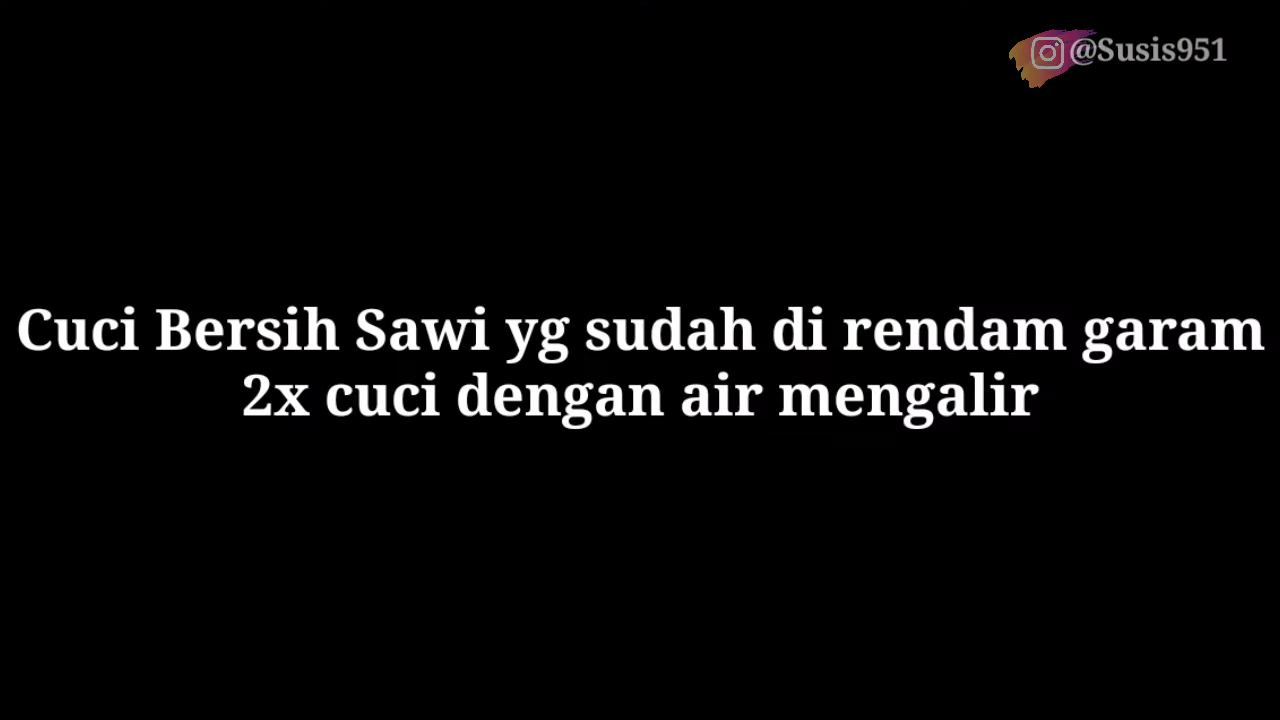 @Susis951
Cuci Bersih Sawi yg sudah di rendam garam
2x cuci dengan air mengalir